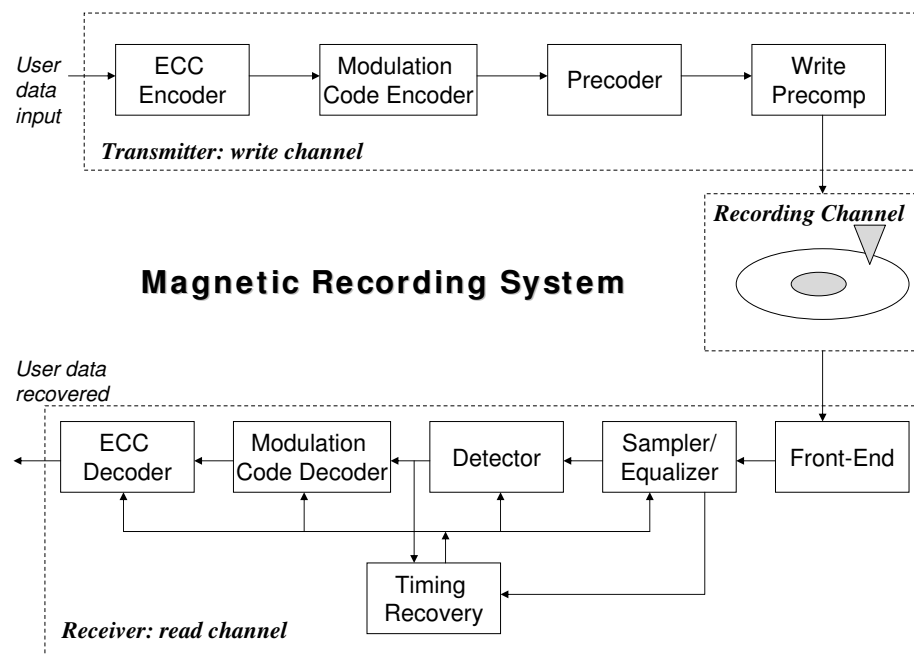 User
data
input
ECC
Encoder
Modulation
Code Encoder
Precoder
Write
Precomp
Transmitter: write channel
Recording Channel
Magnetic Recording System
User data
recovered
ECC
Decoder
Modulation
Code Decoder
Detector
Sampler/
Equalizer
Front-End
Timing
Recovery
Receiver: read channel